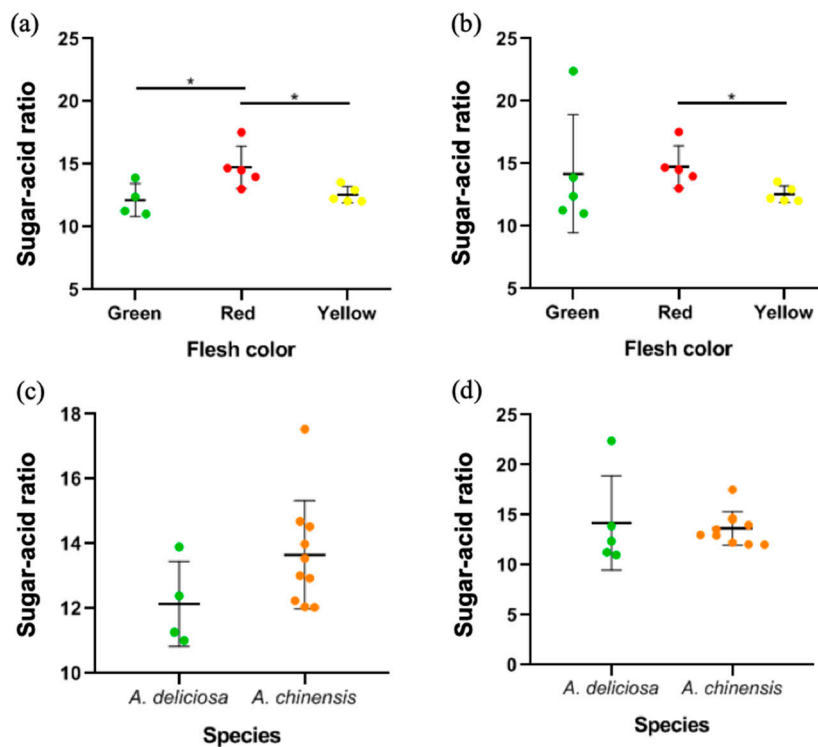 (a)
25
20
15
10
5
Sugar-acid ratio
*
*
Green Red Yellow
Flesh color
(b)
25
20
15
10
5
Sugar-acid ratio
*
Green Red Yellow
Flesh color
(c)
18
16
14
12
10
Sugar-acid ratio
A. deliciosa A. chinensis
Species
(d)
25
20
15
10
5
0
Sugar-acid ratio
A. deliciosa A. chinensis
Species